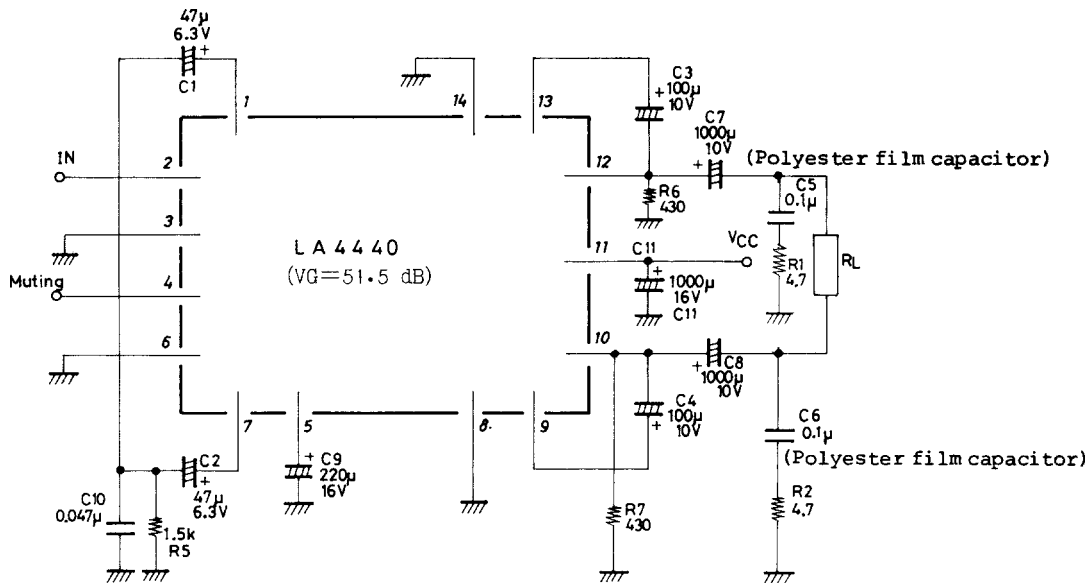 47μ
6.3V
+
C1
1
14
13
+
C3
100μ
10V
C7
1000μ
10V
+
(Polyester film capacitor)
IN
2
12
R6
430
C5
0.1μ
3
LA4440
(VG=51.5 dB)
11
C11
VCC
R1
4.7
RL
Muting
4
+
1000μ
16V
C11
6
10
+
C8
1000μ
10V
7
5
8.
9
C4
100μ
10V
+
C6
0.1μ
(Polyester film capacitor)
C2
+
47μ
6.3V
+
C9
220μ
16V
C10
0.047μ
1.5k
R5
R7
430
R2
4.7